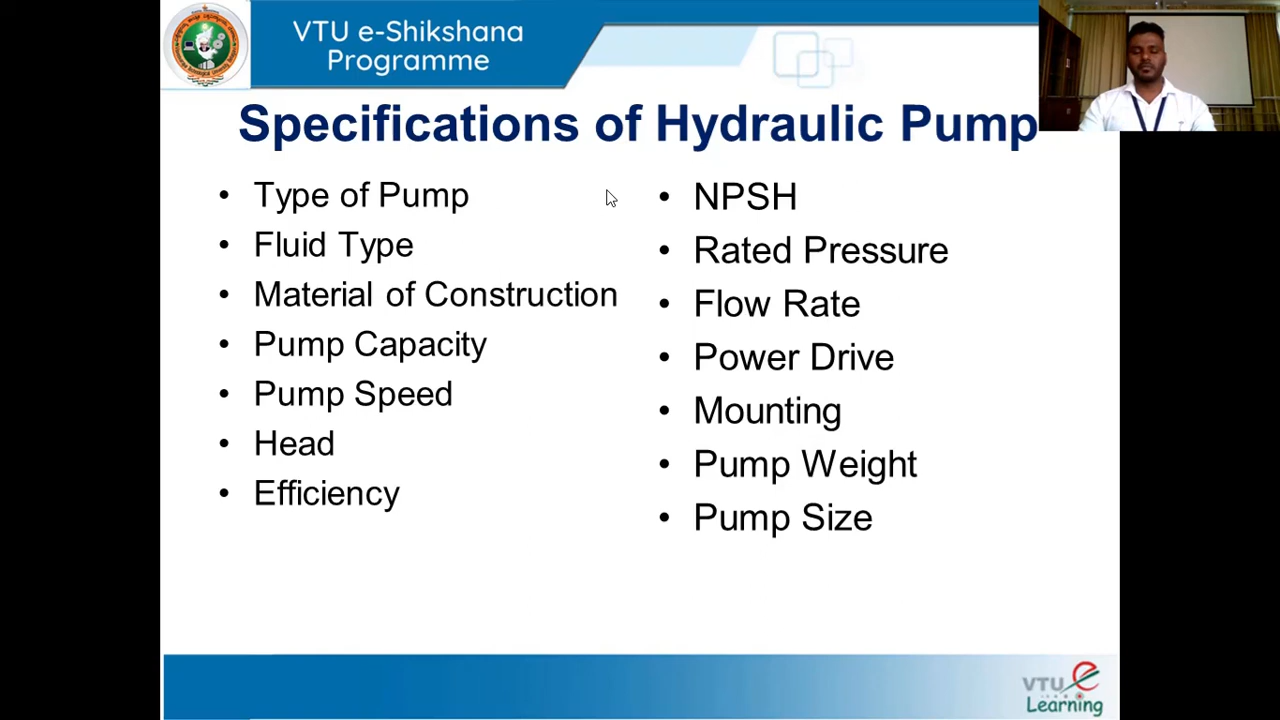 VTU e-Shikshana
Programme
Specifications of Hydraulic Pump
• Type of Pump
• Fluid Type
• Material of Construction
• Pump Capacity
• Pump Speed
• Head
• Efficiency
• NPSH
• Rated Pressure
• Flow Rate
• Power Drive
• Mounting
• Pump Weight
• Pump Size
VTU e
Learning